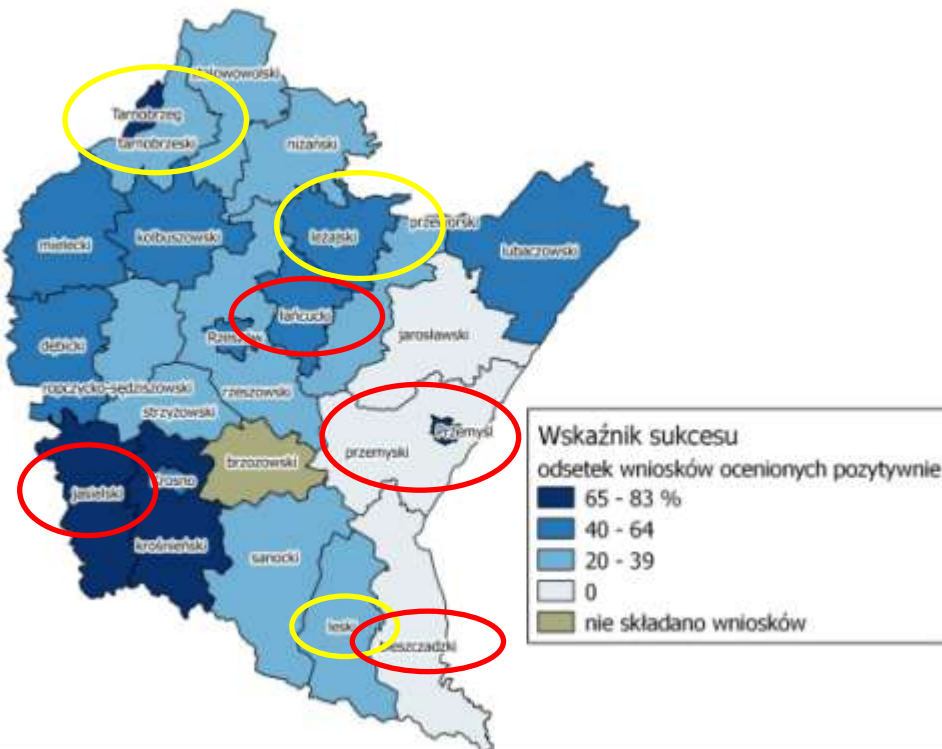 stalowowolski
Tarnobrzeg
tarnobrzeski
niżański
przeworski
leżajski
mielecki
kolbuszowski
lubaczowski
łańcucki
Rzeszów
jarosławski
dębicki
ropczycko-sędziszowski
rzeszowski
strzyżowski
Przemyśl
przemyski
brzozowski
Krosno
jasielski
krośnieński
sanocki
leski
bieszczadzki
Wskaźnik sukcesu
odsetek wniosków ocenionych pozytywnie
65 - 83 %
40 - 64
20 - 39
0
nie składano wniosków